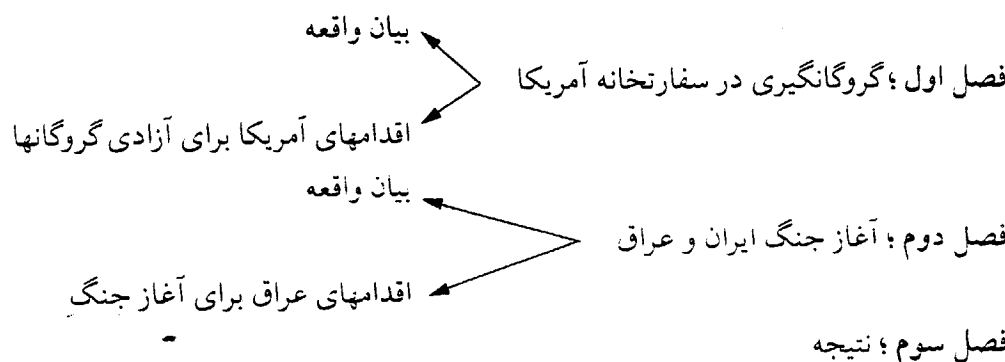 بیان واقعه
فصل اول ؛ گروگانگیری در سفارتخانه آمریکا
اقدامهای آمریکا برای آزادی گروگانها
بیان واقعه
فصل دوم ؛ آغاز جنگ ایران و عراق
اقدامهای عراق برای آغاز جنگ
فصل سوم ؛ نتیجه